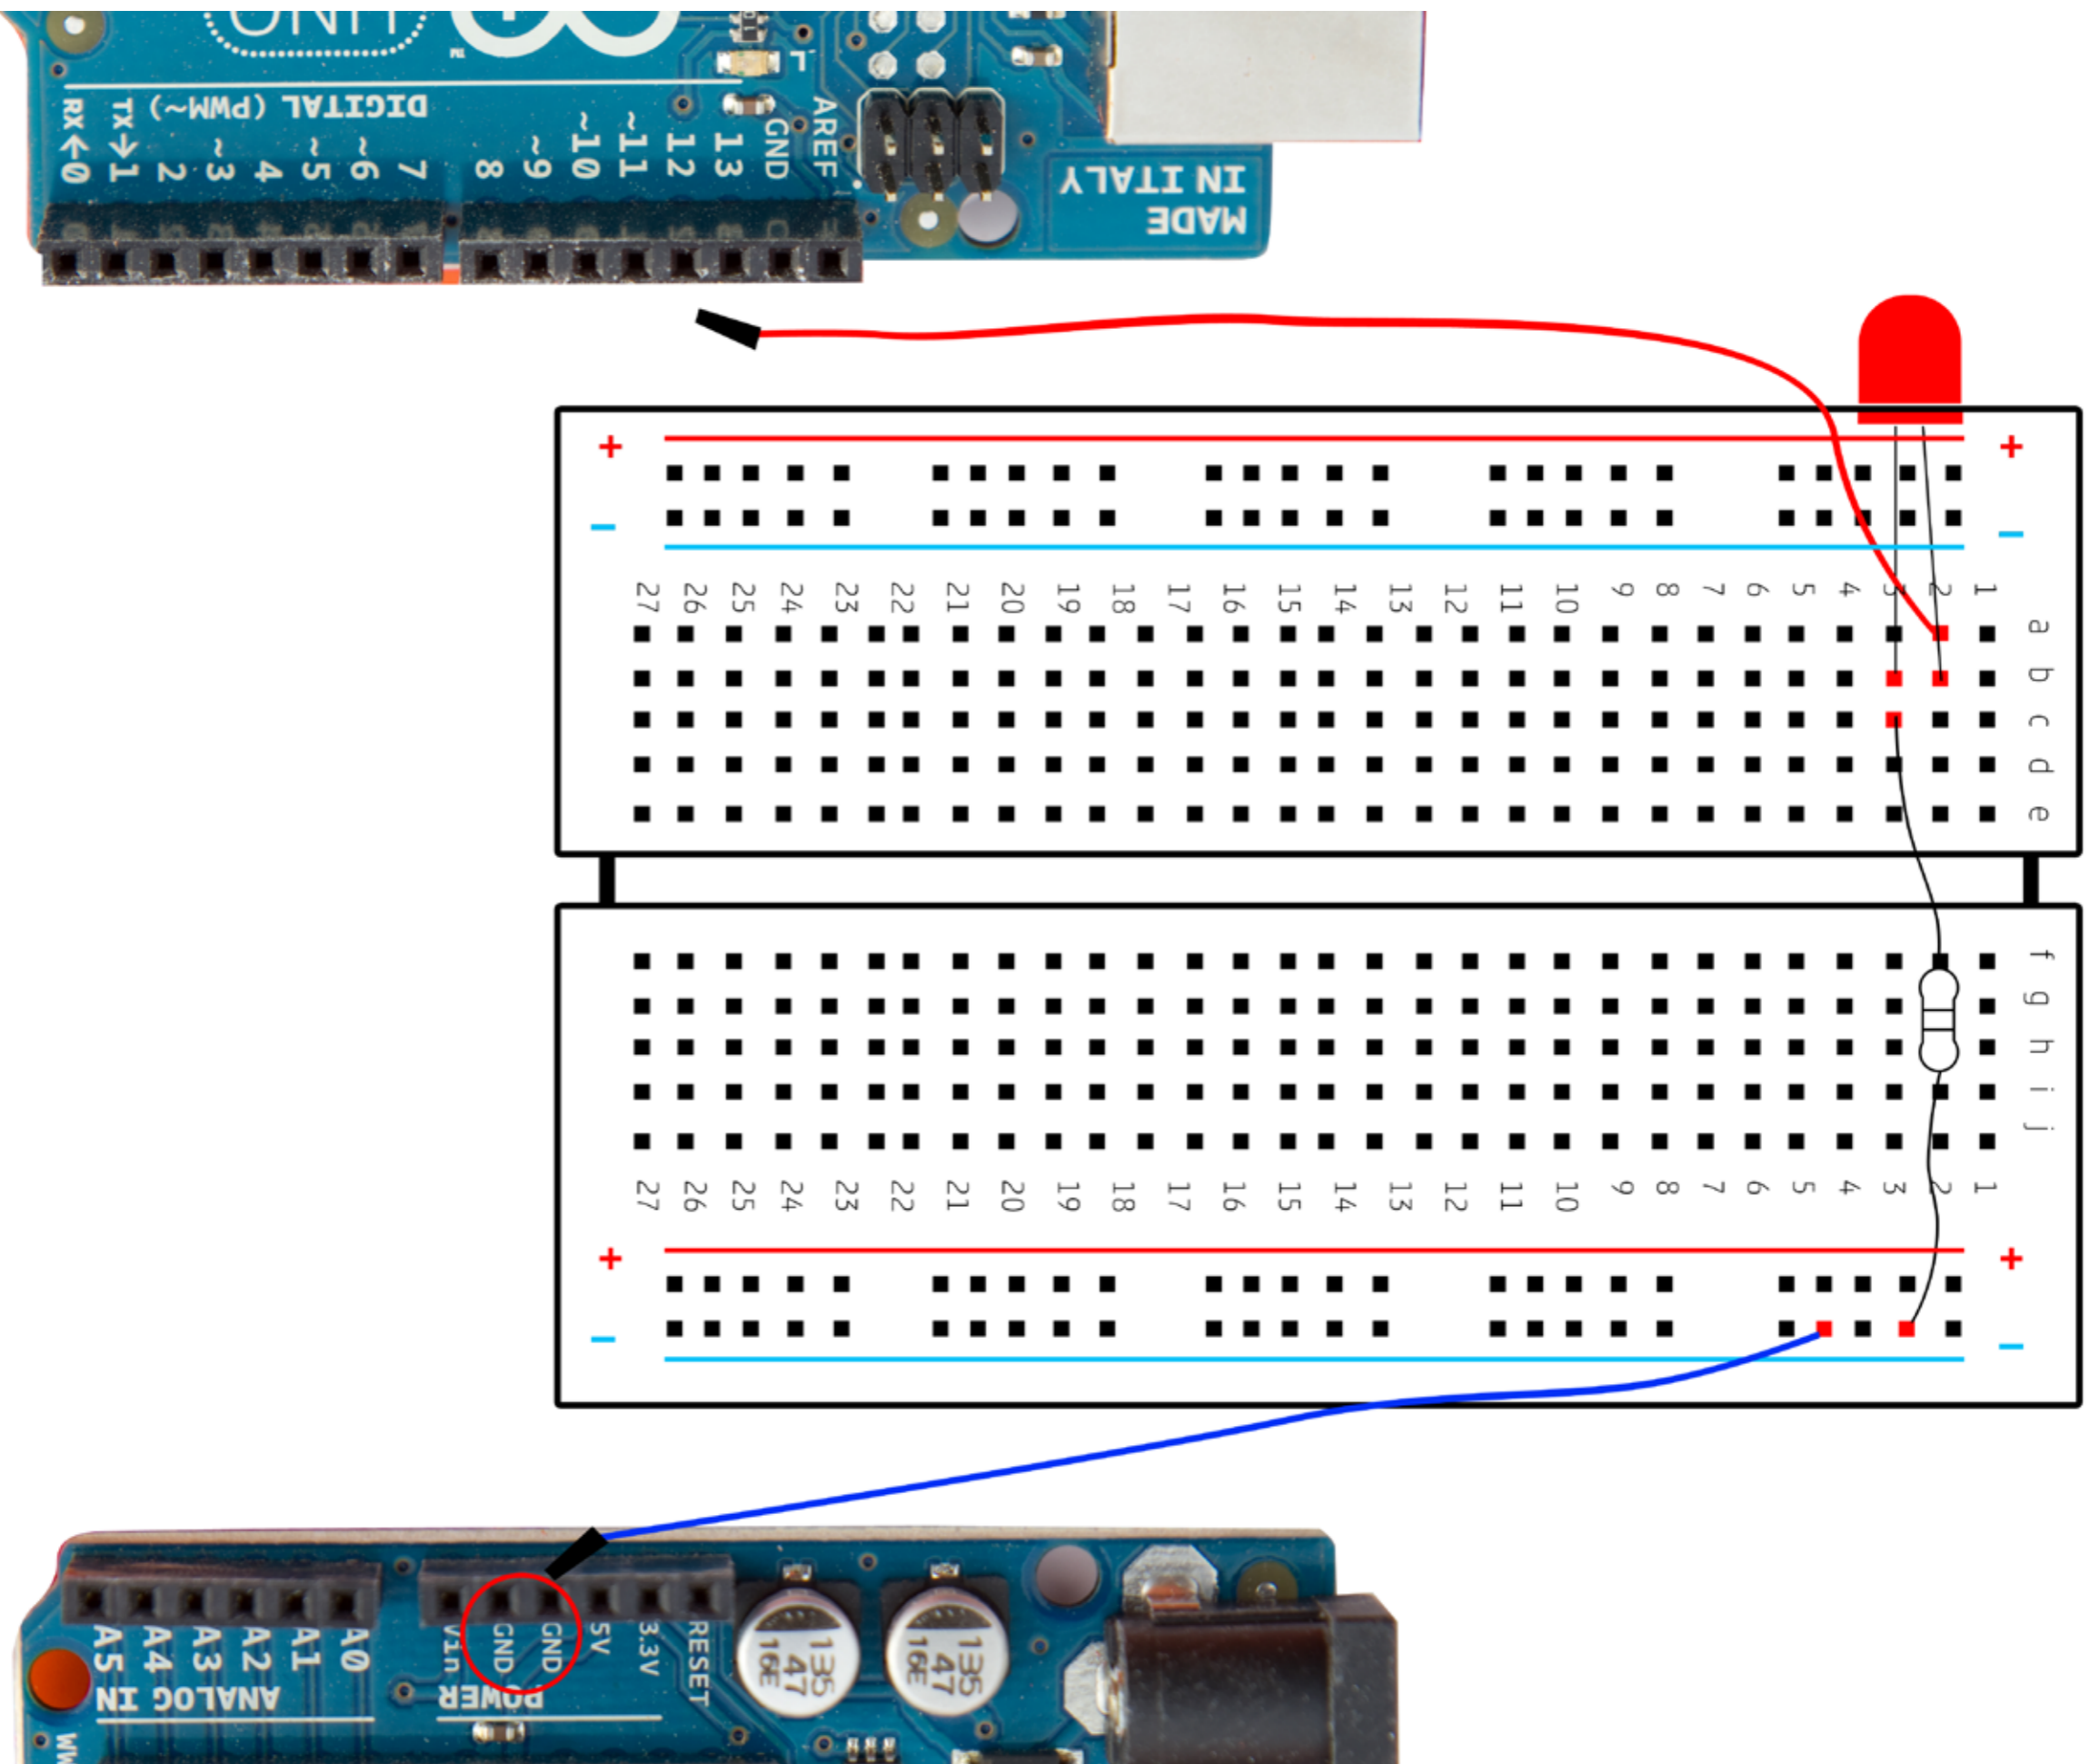 UNO
™
L
DIGITAL (PWM~)
RX←0
TX→1
2
~3
4
~5
~6
7
8
~9
~10
~11
12
13
GND
AREF
MADE
IN ITALY
+ +
- -
27 26 25 24 23 22 21 20 19 18 17 16 15 14 13 12 11 10 9 8 7 6 5 4 3 2 1
a
b
c
d
e
f
g
h
i
j
27 26 25 24 23 22 21 20 19 18 17 16 15 14 13 12 11 10 9 8 7 6 5 4 3 2 1
+ +
- -
A5
A4
A3
A2
A1
A0
ANALOG IN
Vin
GND
GND
5V
3.3V
RESET
POWER
135
47
16E
135
47
16E